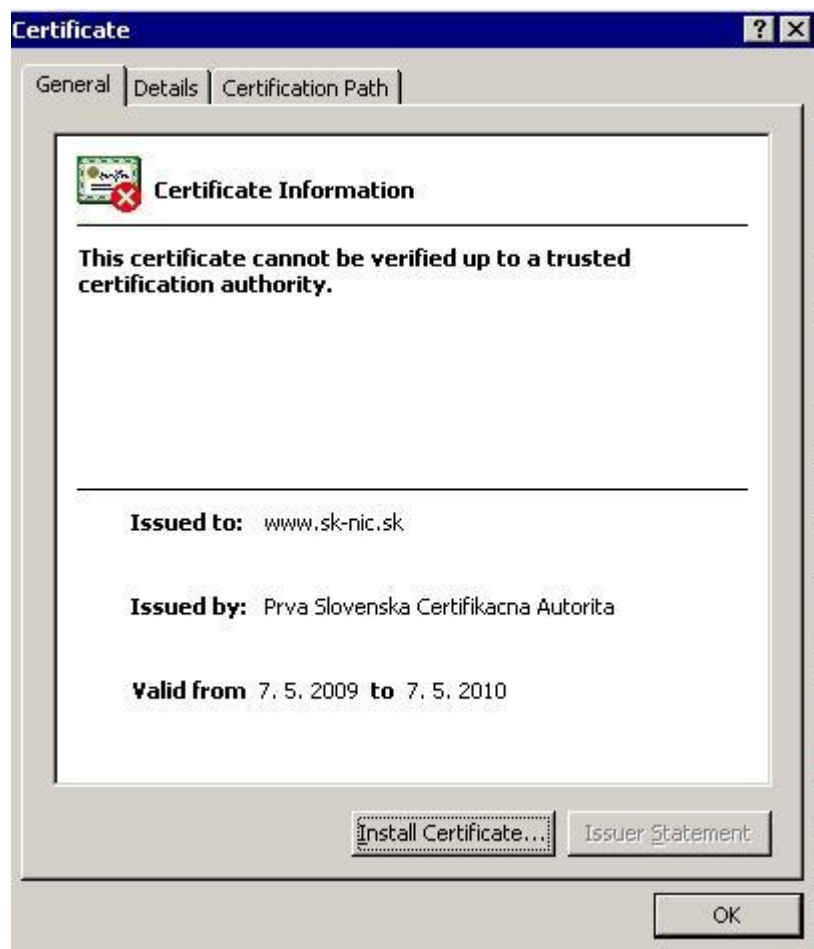 Certificate
General Details Certification Path
Certificate Information
This certificate cannot be verified up to a trusted
certification authority.
Issued to: www.sk-nic.sk
Issued by: Prva Slovenska Certifikacna Autorita
Valid from 7. 5. 2009 to 7. 5. 2010
Install Certificate... Issuer Statement
OK